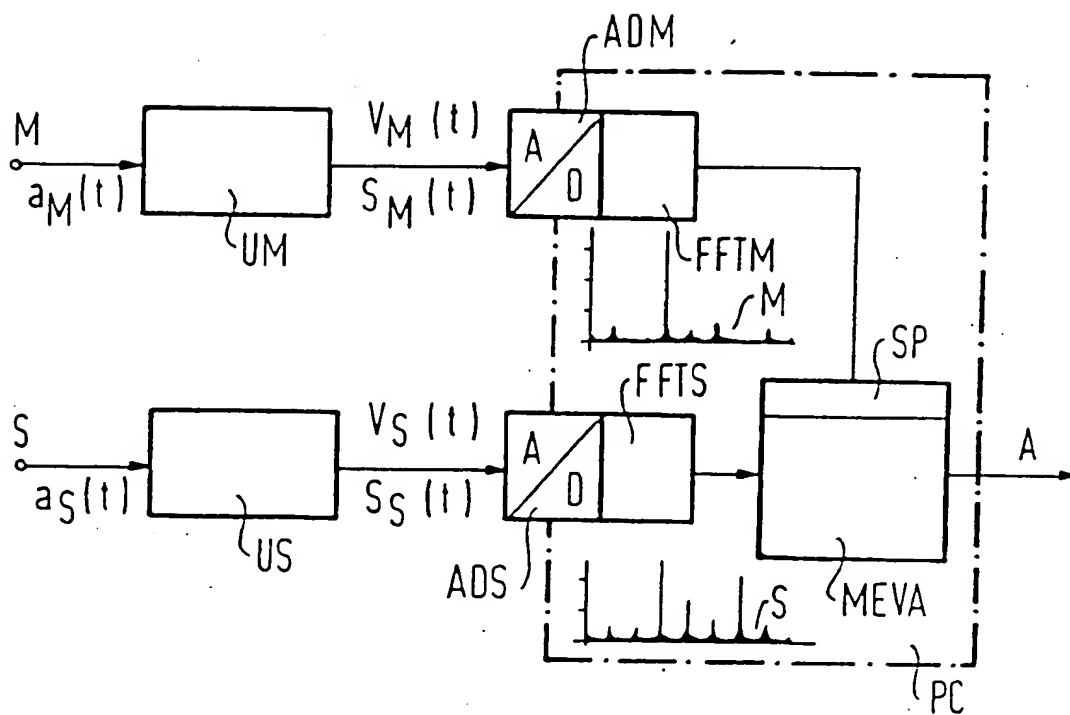 ADM
M
V_M (t)
A
D
a_M(t)
S_M (t)
UM
FFTM
M
SP
FFTS
S
V_S (t)
A
D
A
a_S(t)
S_S (t)
US
ADS
S
MEVA
PC